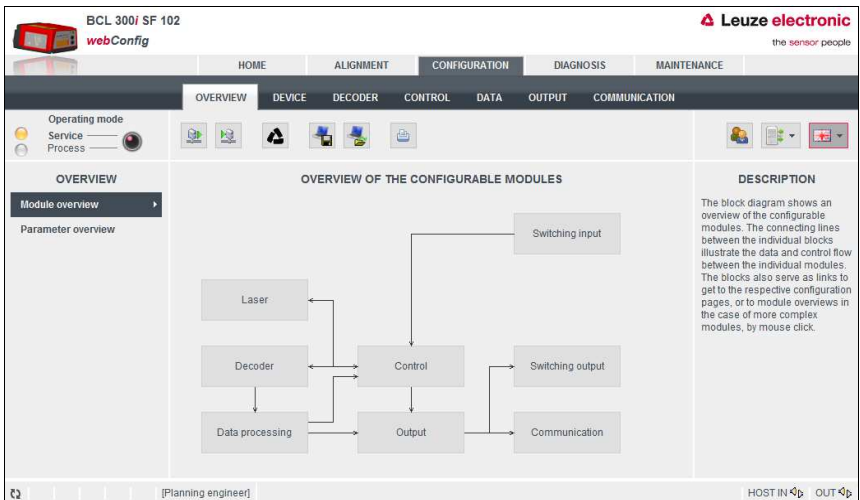 BCL 300i SF 102
webConfig
Leuze electronic
the sensor people
HOME ALIGNMENT CONFIGURATION DIAGNOSIS MAINTENANCE
OVERVIEW DEVICE DECODER CONTROL DATA OUTPUT COMMUNICATION
Operating mode
Service
Process
OVERVIEW
Module overview
Parameter overview
OVERVIEW OF THE CONFIGURABLE MODULES
Switching input
Laser
Decoder
Control
Switching output
Data processing
Output
Communication
DESCRIPTION
The block diagram shows an
overview of the configurable
modules. The connecting lines
between the individual blocks
illustrate the data and control flow
between the individual modules.
The blocks also serve as links to
get to the respective configuration
pages, or to module overviews in
the case of more complex
modules, by mouse click.
[Planning engineer]
HOST IN OUT